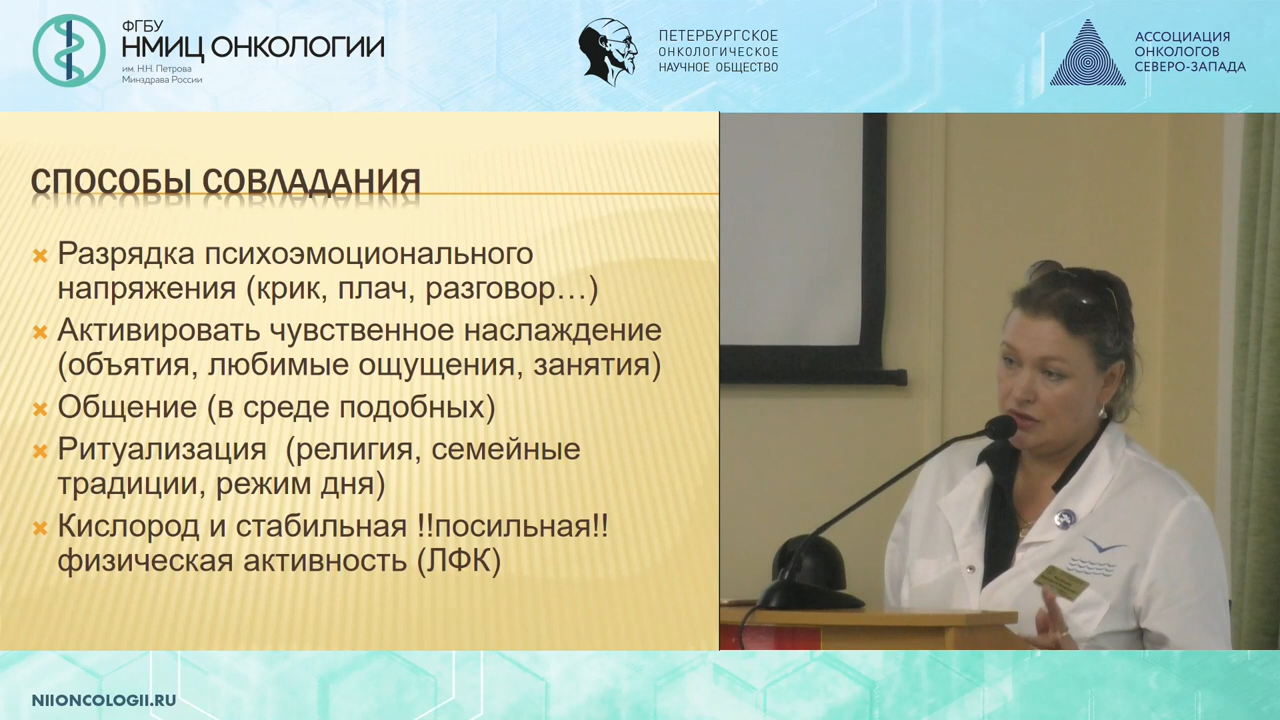 ФГБУ
НМИЦ ОНКОЛОГИИ
им. Н.Н. Петрова
Минздрава России
ПЕТЕРБУРГСКОЕ
ОНКОЛОГИЧЕСКОЕ
НАУЧНОЕ ОБЩЕСТВО
АССОЦИАЦИЯ
ОНКОЛОГОВ
СЕВЕРО-ЗАПАДА
СПОСОБЫ СОВЛАДАНИЯ
Разрядка психоэмоционального
напряжения (крик, плач, разговор...)
Активировать чувственное наслаждение
(объятия, любимые ощущения, занятия)
Общение (в среде подобных)
Ритуализация (религия, семейные
традиции, режим дня)
Кислород и стабильная !!посильная!!
физическая активность (ЛФК)
NIIONCOLOGII.RU